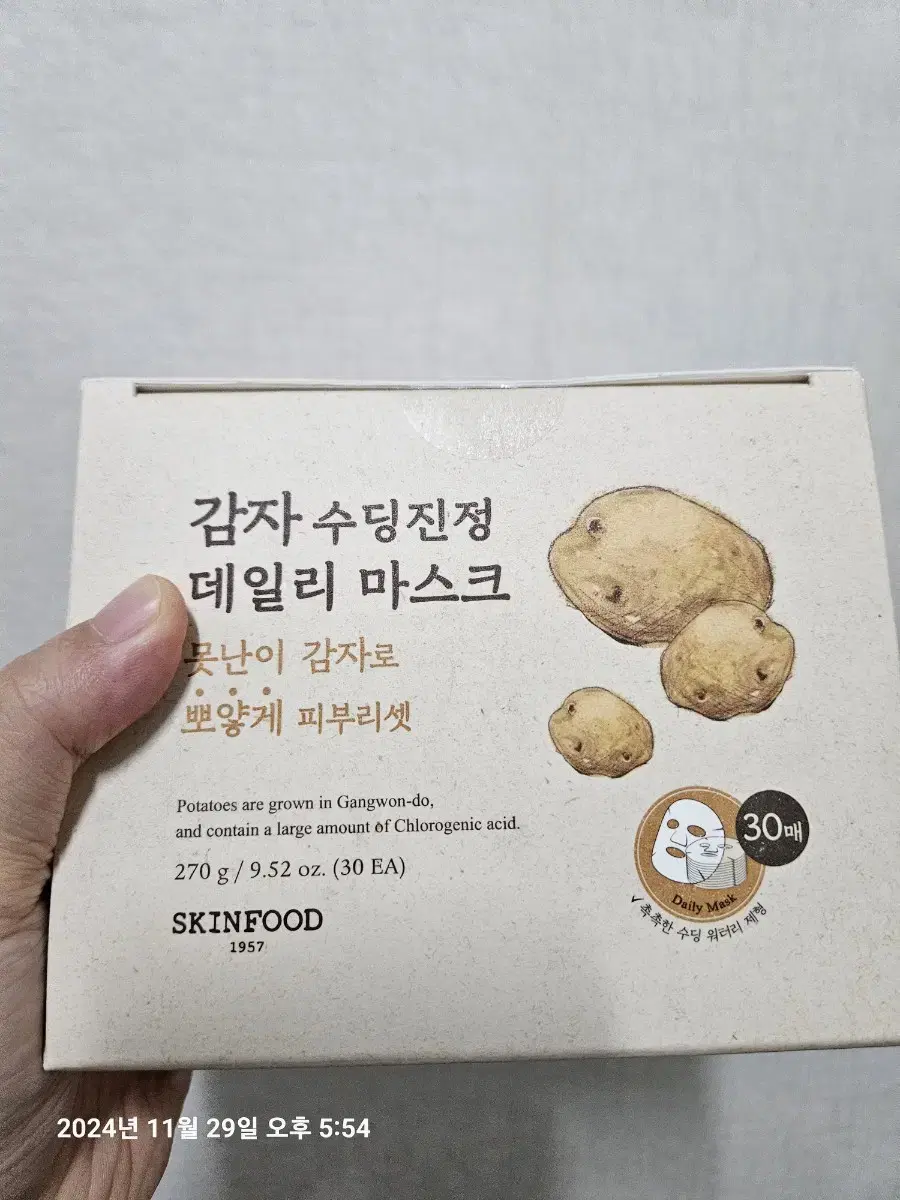 감자 수딩진정
데일리 마스크
못난이 감자로
뽀얗게 피부리셋
Potatoes are grown in Gangwon-do,
and contain a large amount of Chlorogenic acid.
270 g / 9.52 oz. (30 EA)
SKINFOOD
1957
30매
Daily Mask
촉촉한 수딩 워터리 제형
2024년 11월 29일 오후 5:54